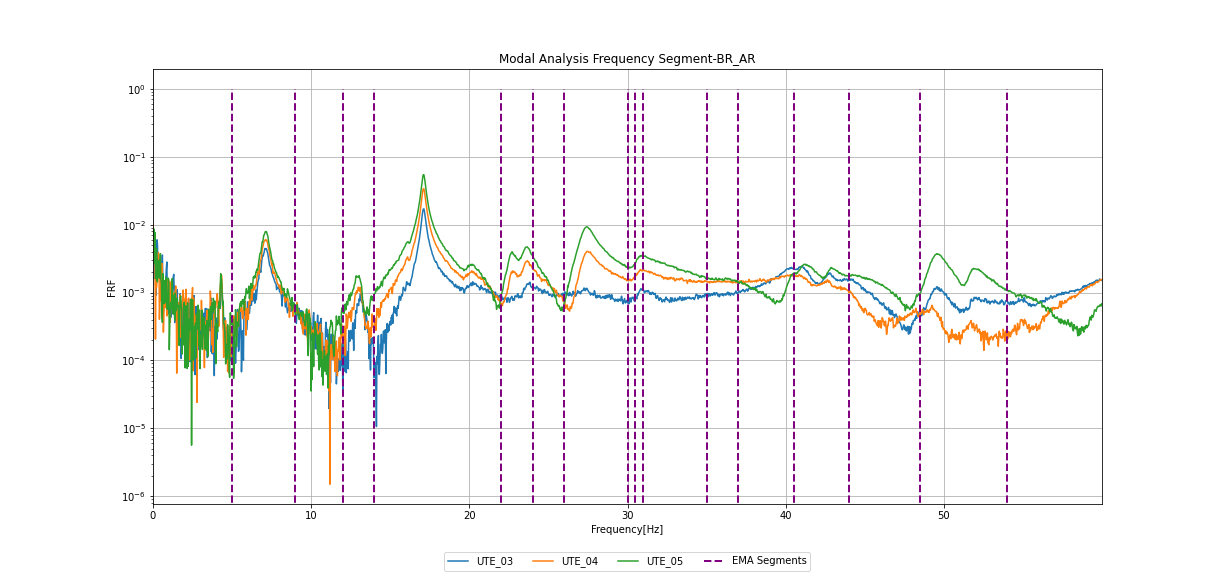 Modal Analysis Frequency Segment-BR_AR
FRF
10⁰
10⁻¹
10⁻²
10⁻³
10⁻⁴
10⁻⁵
10⁻⁶
0 10 20 30 40 50
Frequency[Hz]
UTE_03 UTE_04 UTE_05 EMA Segments